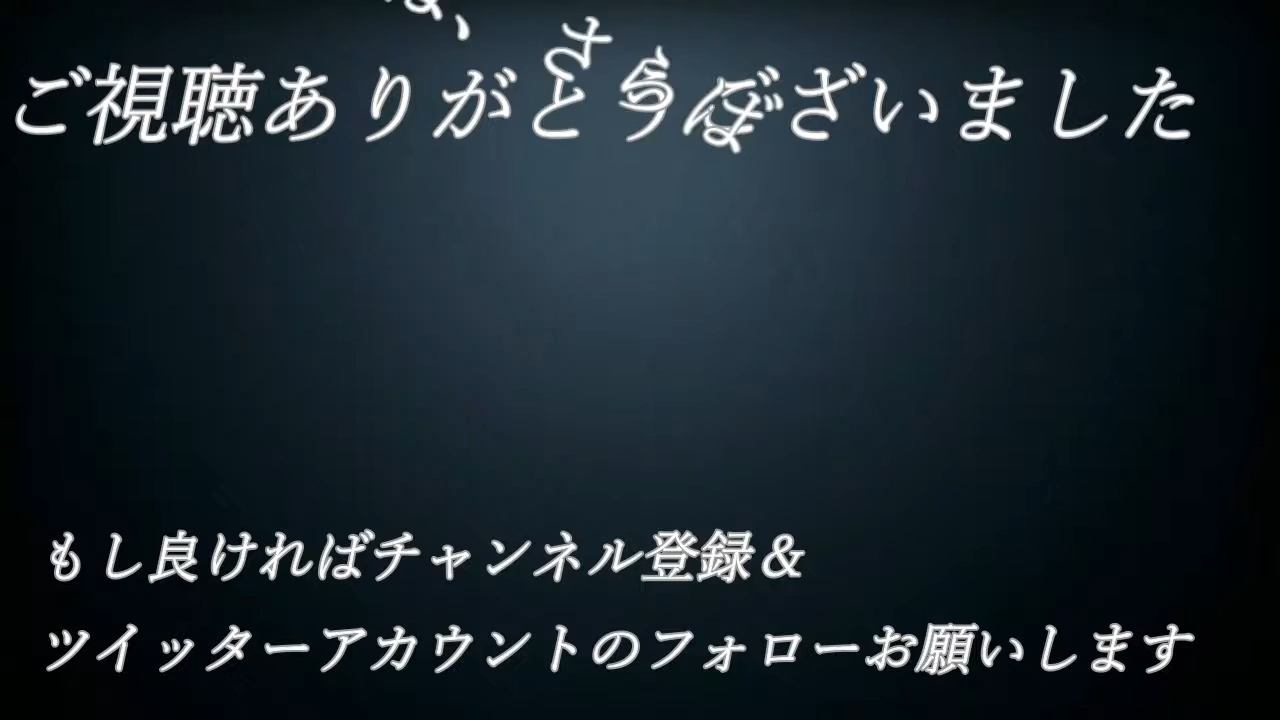 ご視聴ありがとうございました
もし良ければチャンネル登録＆
ツイッターアカウントのフォローお願いします